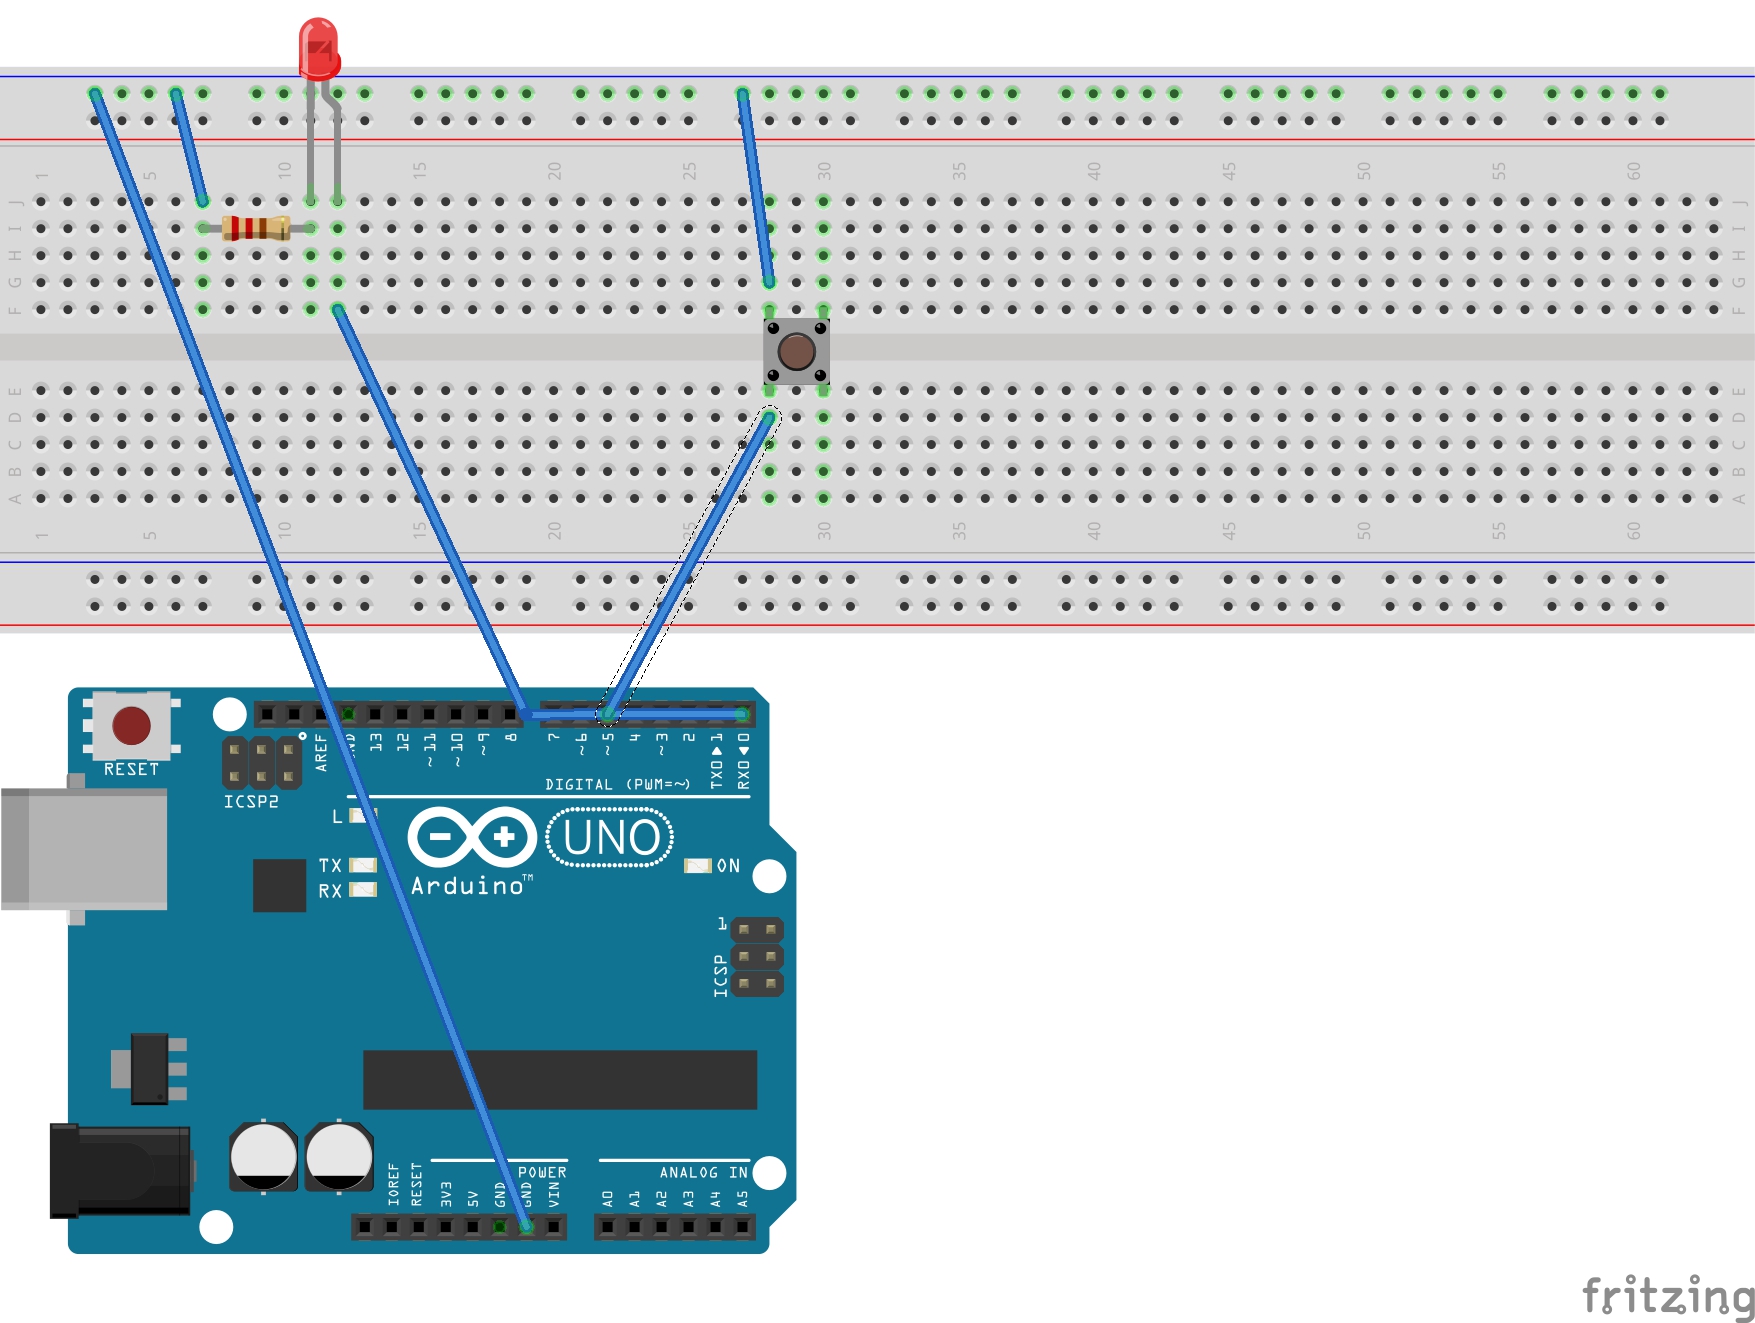 1 5 10 15 20 25 30 35 40 45 50 55 60
J J
I I
H H
G G
F F
E E
D D
C C
B B
A A
1 5 10 15 20 25 30 35 40 45 50 55 60
AREF GND 13 12 ~11 ~10 ~9 8 7 ~6 ~5 4 ~3 2 TX0▶1 RX0◀0
RESET
ICSP2
DIGITAL (PWM=~)
L
UNO
TX
RX
ON
Arduino™
1
ICSP
POWER
ANALOG IN
IOREF RESET 3V3 5V GND GND VIN A0 A1 A2 A3 A4 A5
fritzing